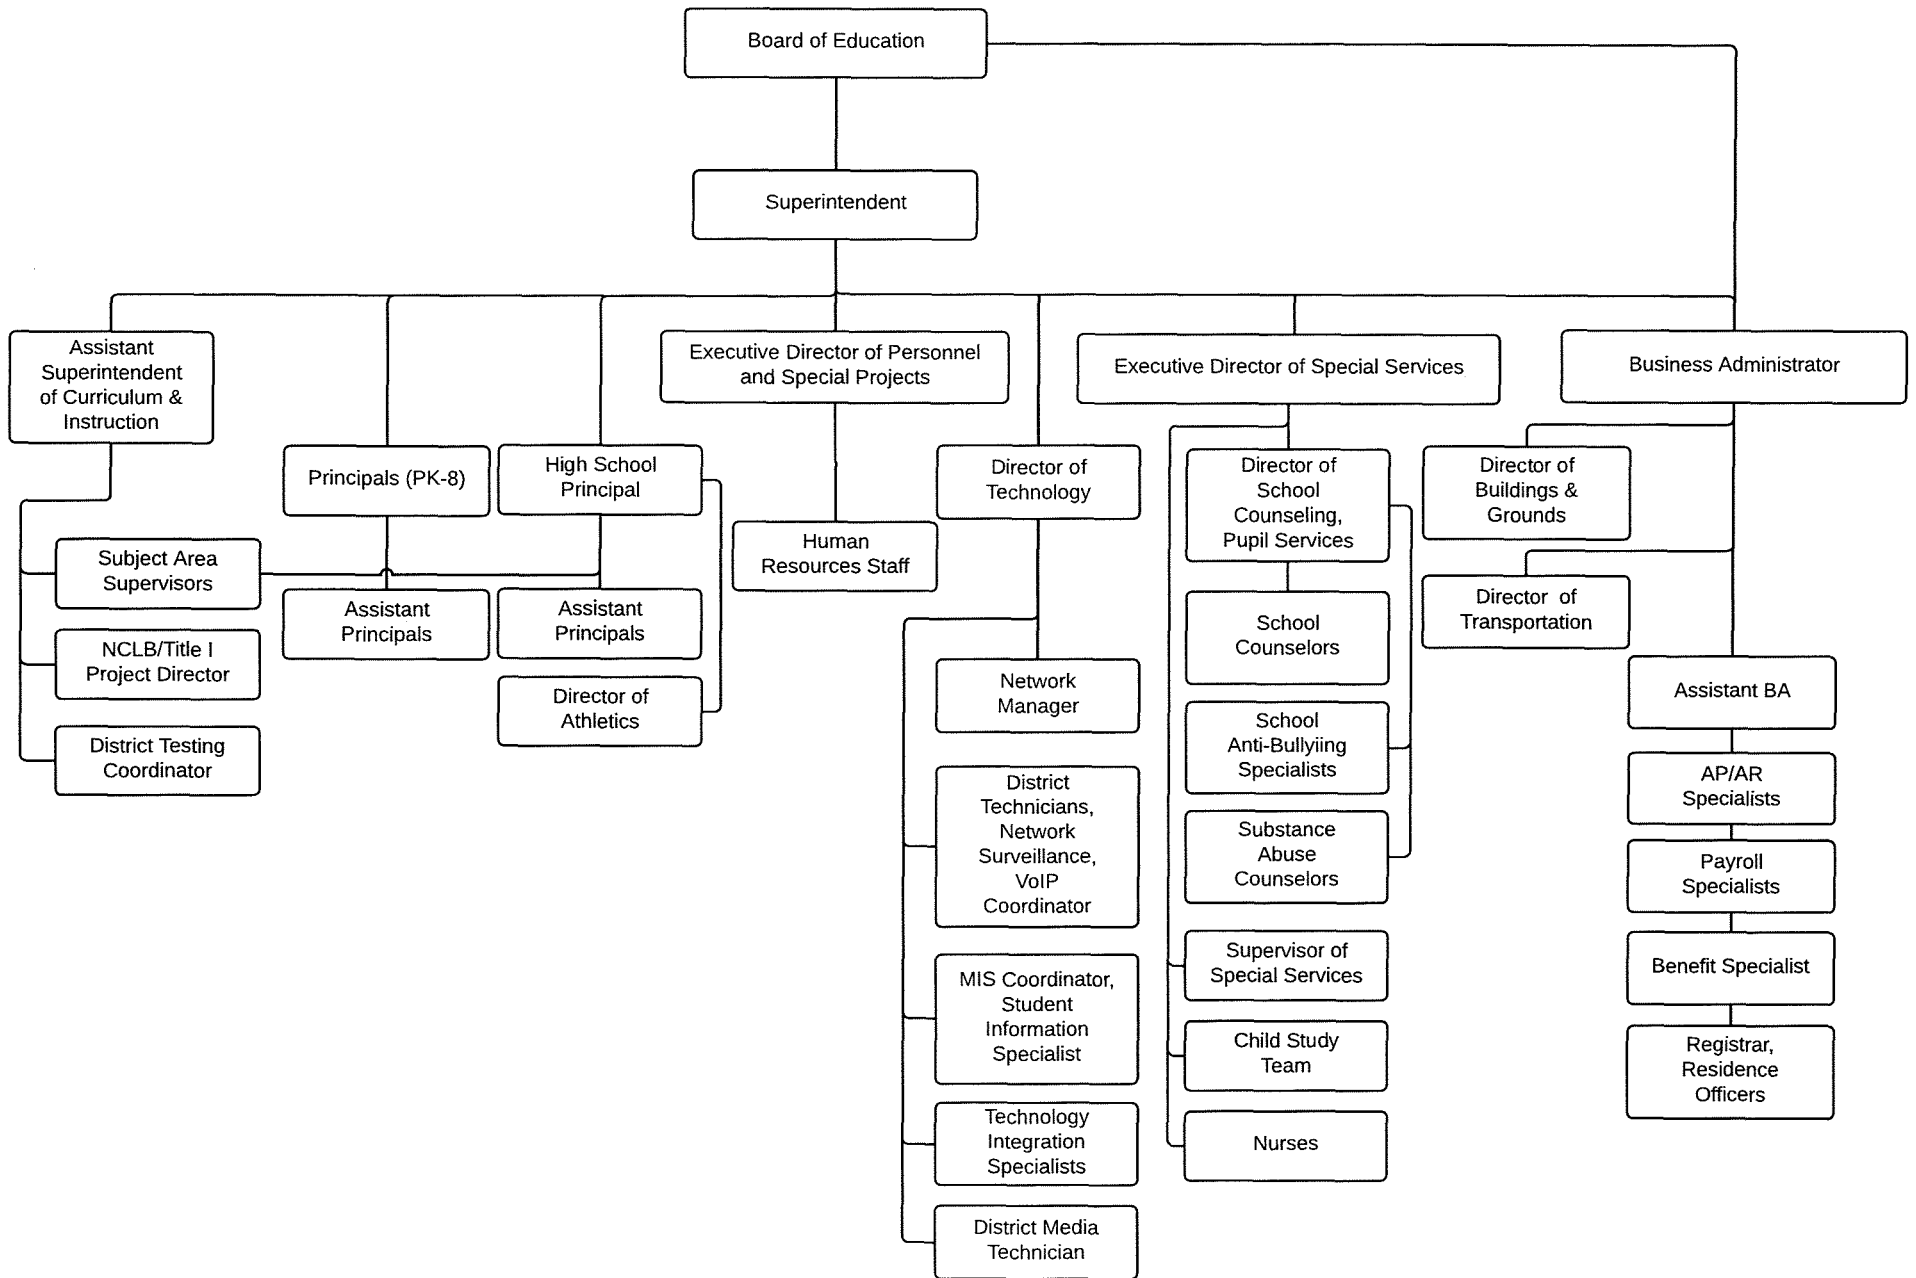 Board of Education
Superintendent
Assistant
Superintendent
of Curriculum &
Instruction
Subject Area
Supervisors
NCLB/Title I
Project Director
District Testing
Coordinator
Principals (PK-8)
Assistant
Principals
High School
Principal
Assistant
Principals
Director of
Athletics
Executive Director of Personnel
and Special Projects
Human
Resources Staff
Director of
Technology
Network
Manager
District
Technicians,
Network
Surveillance,
VoIP
Coordinator
MIS Coordinator,
Student
Information
Specialist
Technology
Integration
Specialists
District Media
Technician
Executive Director of Special Services
Director of
School
Counseling,
Pupil Services
School
Counselors
School
Anti-Bullyiing
Specialists
Substance
Abuse
Counselors
Supervisor of
Special Services
Child Study
Team
Nurses
Business Administrator
Director of
Buildings &
Grounds
Director of
Transportation
Assistant BA
AP/AR
Specialists
Payroll
Specialists
Benefit Specialist
Registrar,
Residence
Officers